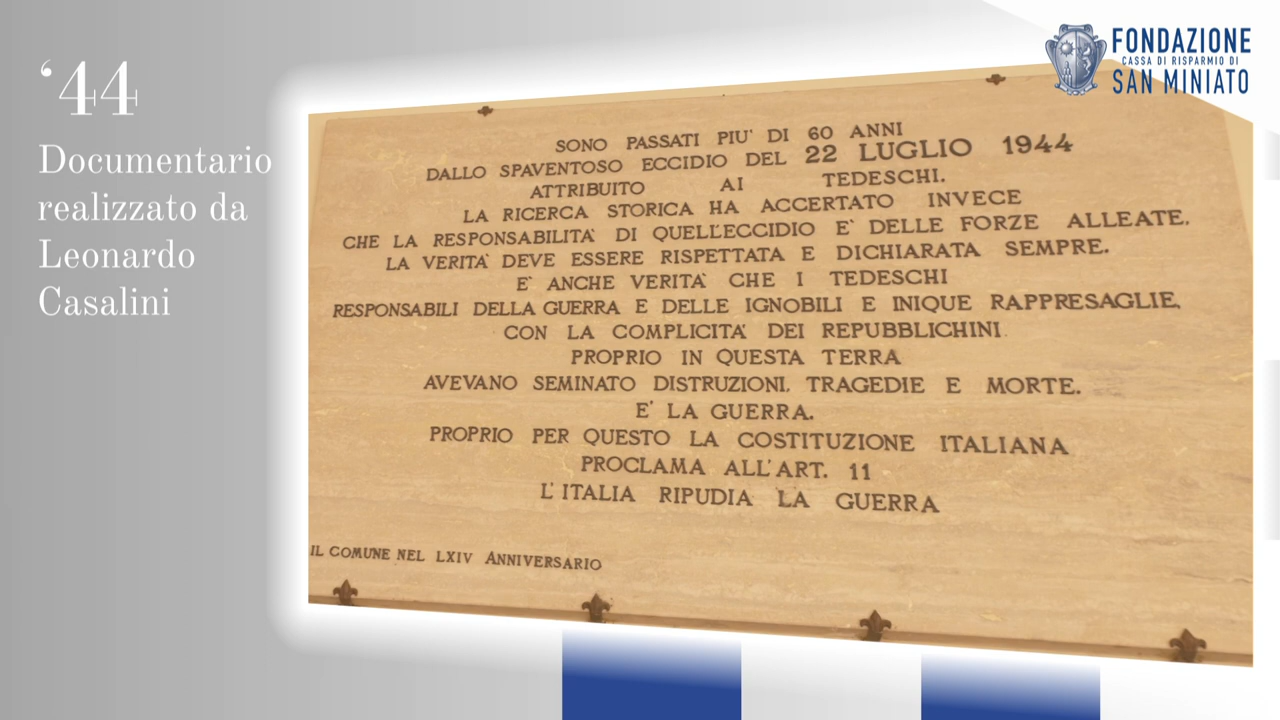 ‘44
Documentario
realizzato da
Leonardo
Casalini
FONDAZIONE
CASSA DI RISPARMIO DI
SAN MINIATO
SONO PASSATI PIU' DI 60 ANNI
DALLO SPAVENTOSO ECCIDIO DEL 22 LUGLIO 1944
ATTRIBUITO AI TEDESCHI.
LA RICERCA STORICA HA ACCERTATO INVECE
CHE LA RESPONSABILITA' DI QUELL'ECCIDIO E' DELLE FORZE ALLEATE.
LA VERITA' DEVE ESSERE RISPETTATA E DICHIARATA SEMPRE.
E' ANCHE VERITA' CHE I TEDESCHI
RESPONSABILI DELLA GUERRA E DELLE IGNOBILI E INIQUE RAPPRESAGLIE,
CON LA COMPLICITA' DEI REPUBBLICHINI
PROPRIO IN QUESTA TERRA
AVEVANO SEMINATO DISTRUZIONI, TRAGEDIE E MORTE.
E' LA GUERRA.
PROPRIO PER QUESTO LA COSTITUZIONE ITALIANA
PROCLAMA ALL'ART. 11
L'ITALIA RIPUDIA LA GUERRA
IL COMUNE NEL LXIV ANNIVERSARIO